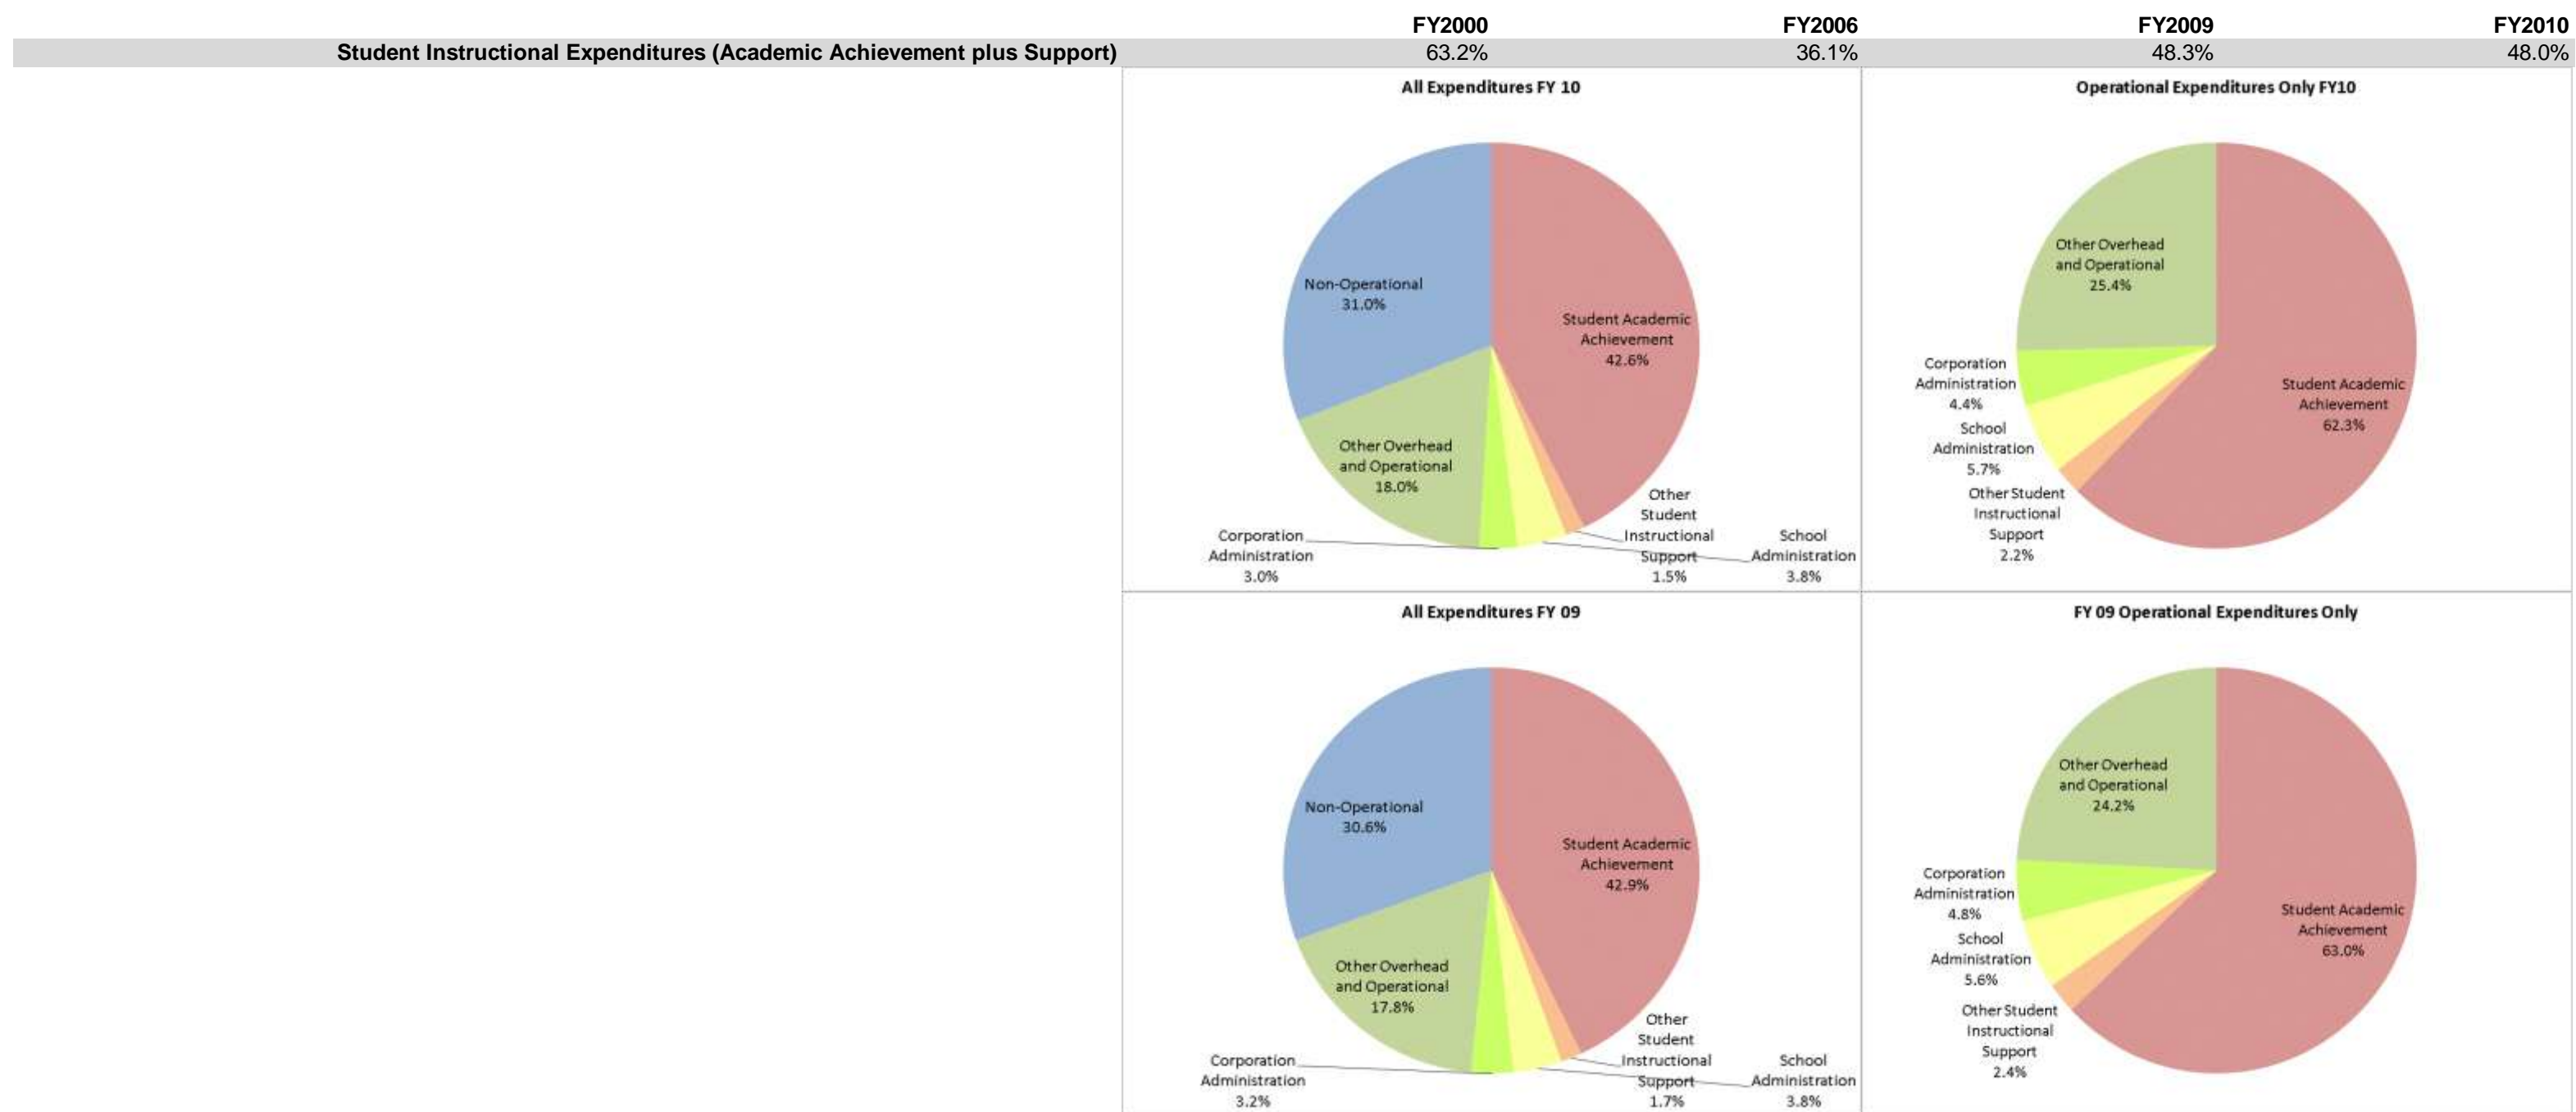 FY2000 FY2006 FY2009 FY2010
Student Instructional Expenditures (Academic Achievement plus Support) 63.2% 36.1% 48.3% 48.0%
All Expenditures FY 10
Non-Operational
31.0%
Student Academic
Achievement
42.6%
Other Overhead
and Operational
18.0%
Corporation
Administration
3.0%
Other
Student
Instructional
Support
1.5%
School
Administration
3.8%
Operational Expenditures Only FY10
Other Overhead
and Operational
25.4%
Corporation
Administration
4.4%
School
Administration
5.7%
Other Student
Instructional
Support
2.2%
Student Academic
Achievement
62.3%
All Expenditures FY 09
Non-Operational
30.6%
Student Academic
Achievement
42.9%
Other Overhead
and Operational
17.8%
Corporation
Administration
3.2%
Other
Student
Instructional
Support
1.7%
School
Administration
3.8%
FY 09 Operational Expenditures Only
Other Overhead
and Operational
24.2%
Corporation
Administration
4.8%
School
Administration
5.6%
Other Student
Instructional
Support
2.4%
Student Academic
Achievement
63.0%